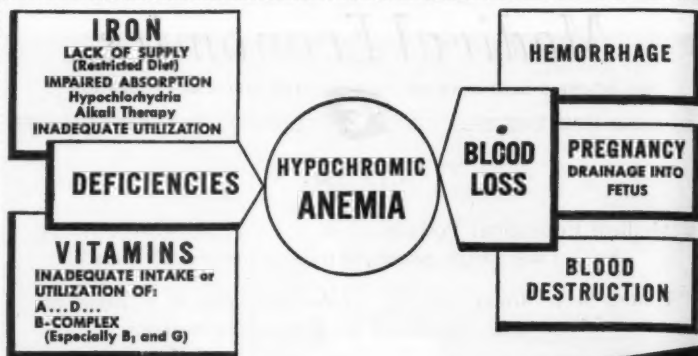 IRON
LACK OF SUPPLY
(Restricted Diet)
IMPAIRED ABSORPTION
Hypochlorhydria
Alkali Therapy
INADEQUATE UTILIZATION
DEFICIENCIES
VITAMINS
INADEQUATE INTAKE or
UTILIZATION OF:
A...D...
B-COMPLEX
(Especially B₁ and G)
HYPOCHROMIC
ANEMIA
BLOOD
LOSS
HEMORRHAGE
PREGNANCY
DRAINAGE INTO
FETUS
BLOOD
DESTRUCTION